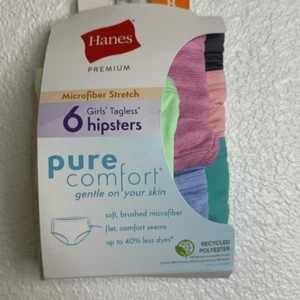 Hanes
PREMIUM
Microfiber Stretch
6 Girls' Tagless® hipsters
pure
comfort®
gentle on your skin
soft, brushed microfiber
flat, comfort seams
up to 40% less dyes*
RECYCLED
POLYESTER